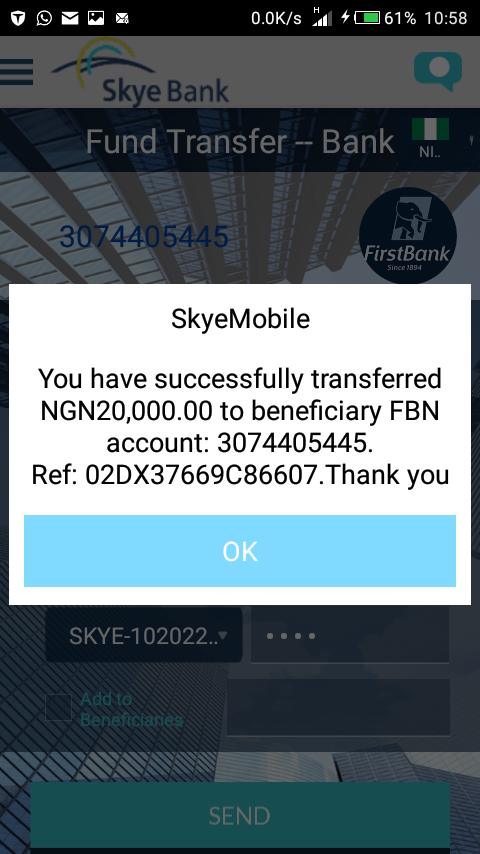 0.0K/s H 61% 10:58
Skye Bank
Fund Transfer -- Bank
NI..
3074405445
FirstBank
Since 1894
SkyeMobile
You have successfully transferred
NGN20,000.00 to beneficiary FBN
account: 3074405445.
Ref: 02DX37669C86607.Thank you
OK
SKYE-102022..
Add to
Beneficiaries
SEND